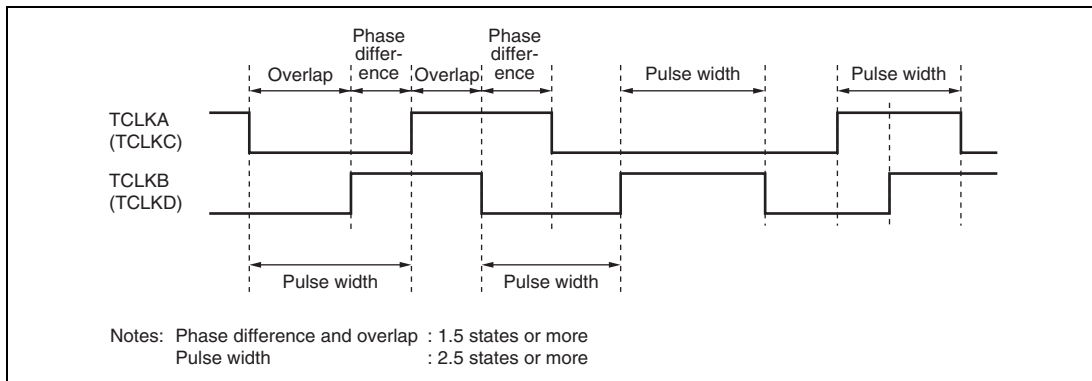 Phase
differ-
ence
Overlap
Overlap
Phase
differ-
ence
Pulse width
Pulse width
TCLKA
(TCLKC)
TCLKB
(TCLKD)
Pulse width
Pulse width
Notes: Phase difference and overlap : 1.5 states or more
Pulse width : 2.5 states or more